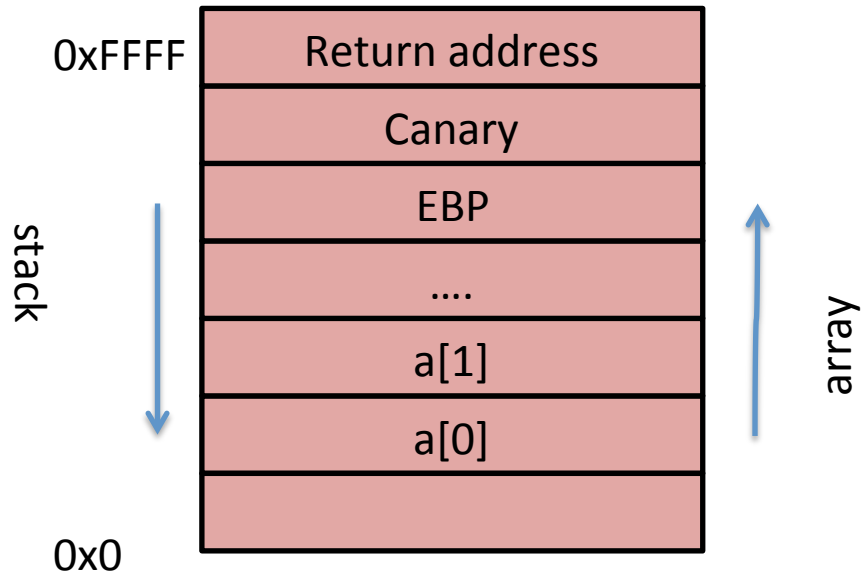 0xFFFF
Return address
Canary
EBP
....
a[1]
a[0]
0x0
stack
array